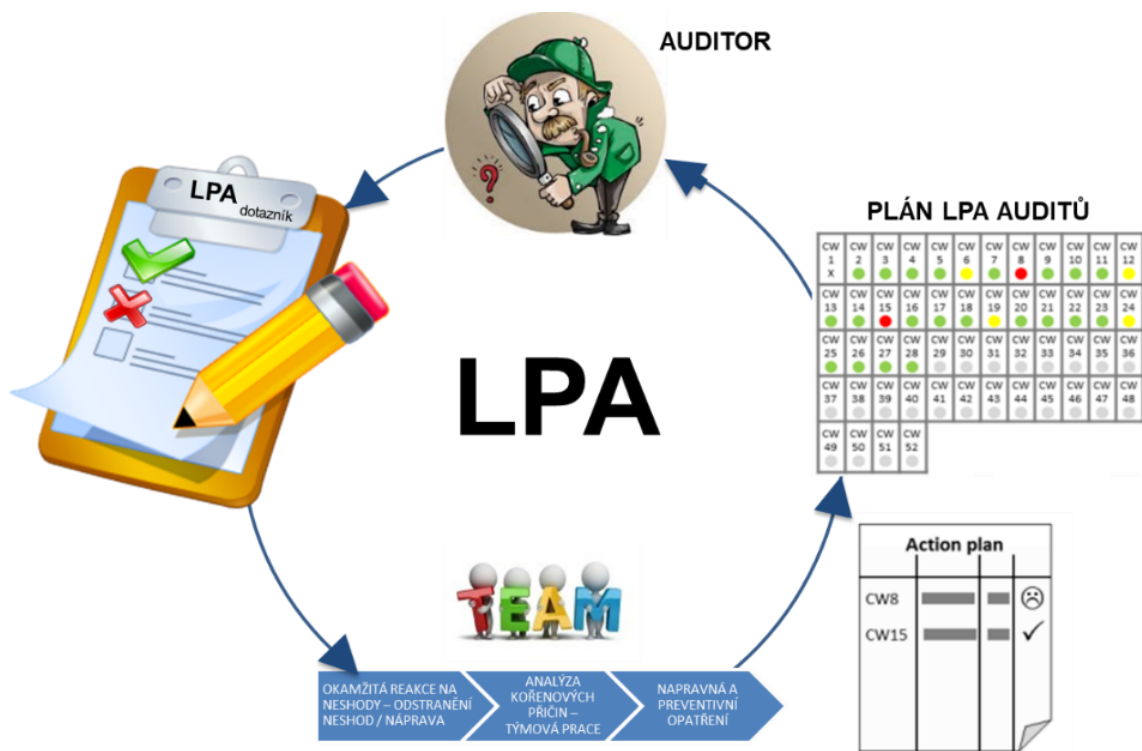 AUDITOR
LPA
dotazník
?
PLÁN LPA AUDITŮ
CW CW CW CW CW CW CW CW CW CW CW CW
1 2 3 4 5 6 7 8 9 10 11 12
X
CW CW CW CW CW CW CW CW CW CW CW CW
13 14 15 16 17 18 19 20 21 22 23 24
CW CW CW CW CW CW CW CW CW CW CW CW
25 26 27 28 29 30 31 32 33 34 35 36
CW CW CW CW CW CW CW CW CW CW CW CW
37 38 39 40 41 42 43 44 45 46 47 48
CW CW CW CW
49 50 51 52
LPA
Action plan
CW8
CW15
TEAM
OKAMŽITÁ REAKCE NA
NESHODY – ODSTRANĚNÍ
NESHOD / NÁPRAVA
ANALÝZA
KOŘENOVÝCH
PŘIČIN –
TÝMOVÁ PRACE
NAPRAVNÁ A
PREVENTIVNÍ
OPATŘENÍ